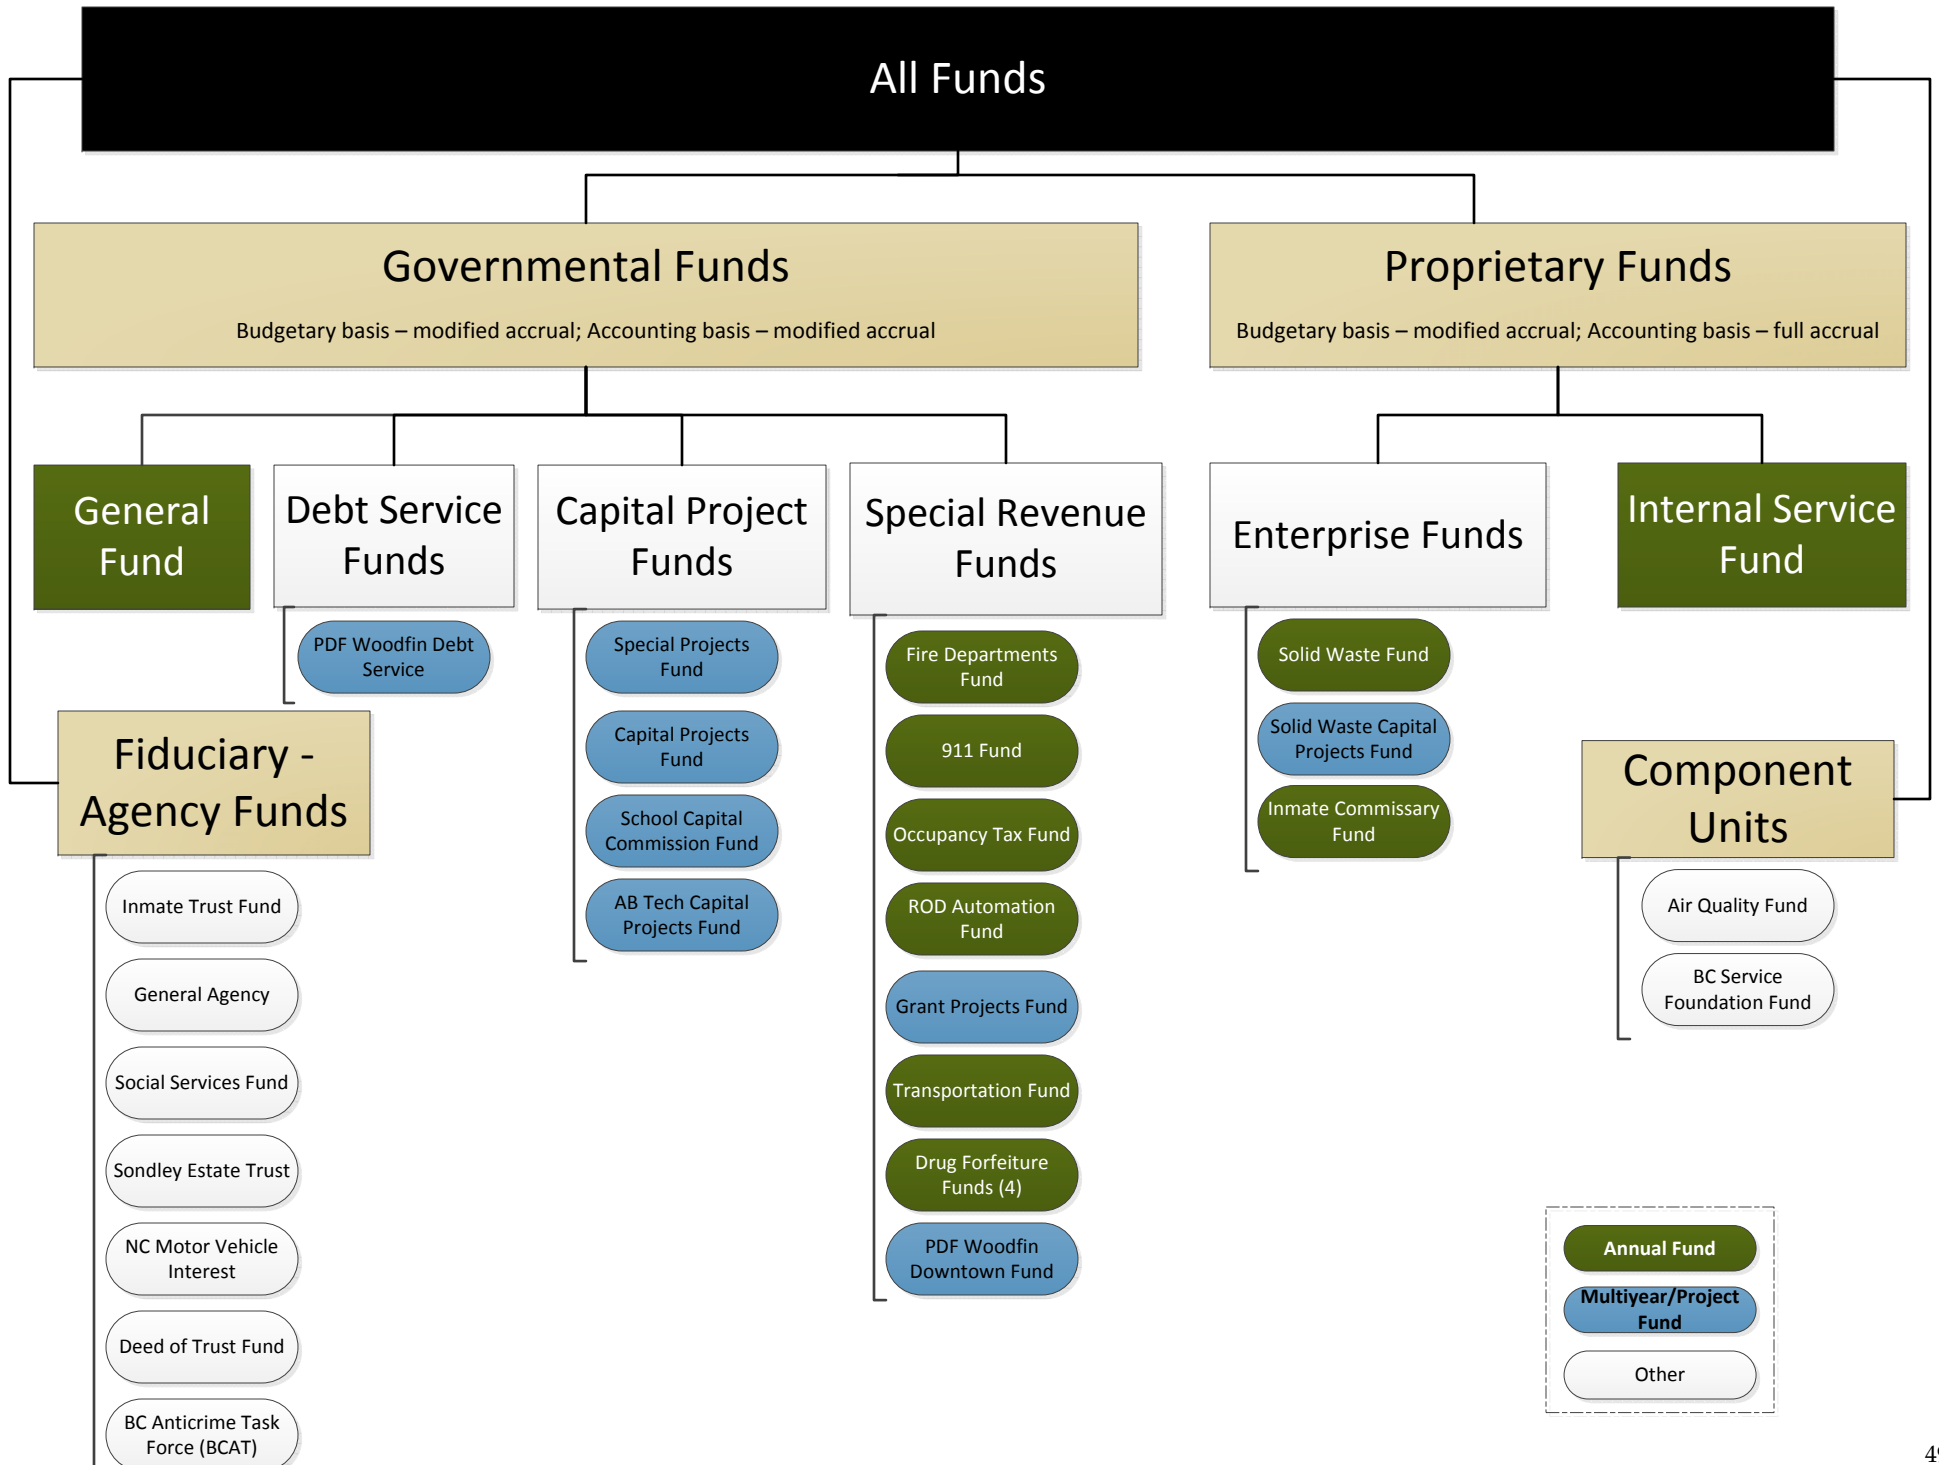 All Funds
Governmental Funds
Budgetary basis – modified accrual; Accounting basis – modified accrual
Proprietary Funds
Budgetary basis – modified accrual; Accounting basis – full accrual
General
Fund
Debt Service
Funds
Capital Project
Funds
Special Revenue
Funds
Enterprise Funds
Internal Service
Fund
PDF Woodfin Debt
Service
Special Projects
Fund
Capital Projects
Fund
School Capital
Commission Fund
AB Tech Capital
Projects Fund
Fire Departments
Fund
911 Fund
Occupancy Tax Fund
ROD Automation
Fund
Grant Projects Fund
Transportation Fund
Drug Forfeiture
Funds (4)
PDF Woodfin
Downtown Fund
Solid Waste Fund
Solid Waste Capital
Projects Fund
Inmate Commissary
Fund
Fiduciary -
Agency Funds
Inmate Trust Fund
General Agency
Social Services Fund
Sondley Estate Trust
NC Motor Vehicle
Interest
Deed of Trust Fund
BC Anticrime Task
Force (BCAT)
Component
Units
Air Quality Fund
BC Service
Foundation Fund
Annual Fund
Multiyear/Project
Fund
Other